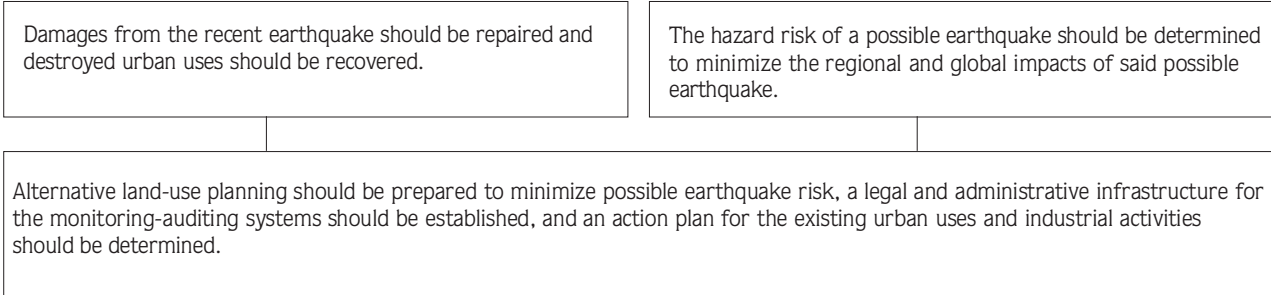 Damages from the recent earthquake should be repaired and
destroyed urban uses should be recovered.
The hazard risk of a possible earthquake should be determined
to minimize the regional and global impacts of said possible
earthquake.
Alternative land-use planning should be prepared to minimize possible earthquake risk, a legal and administrative infrastructure for
the monitoring-auditing systems should be established, and an action plan for the existing urban uses and industrial activities
should be determined.